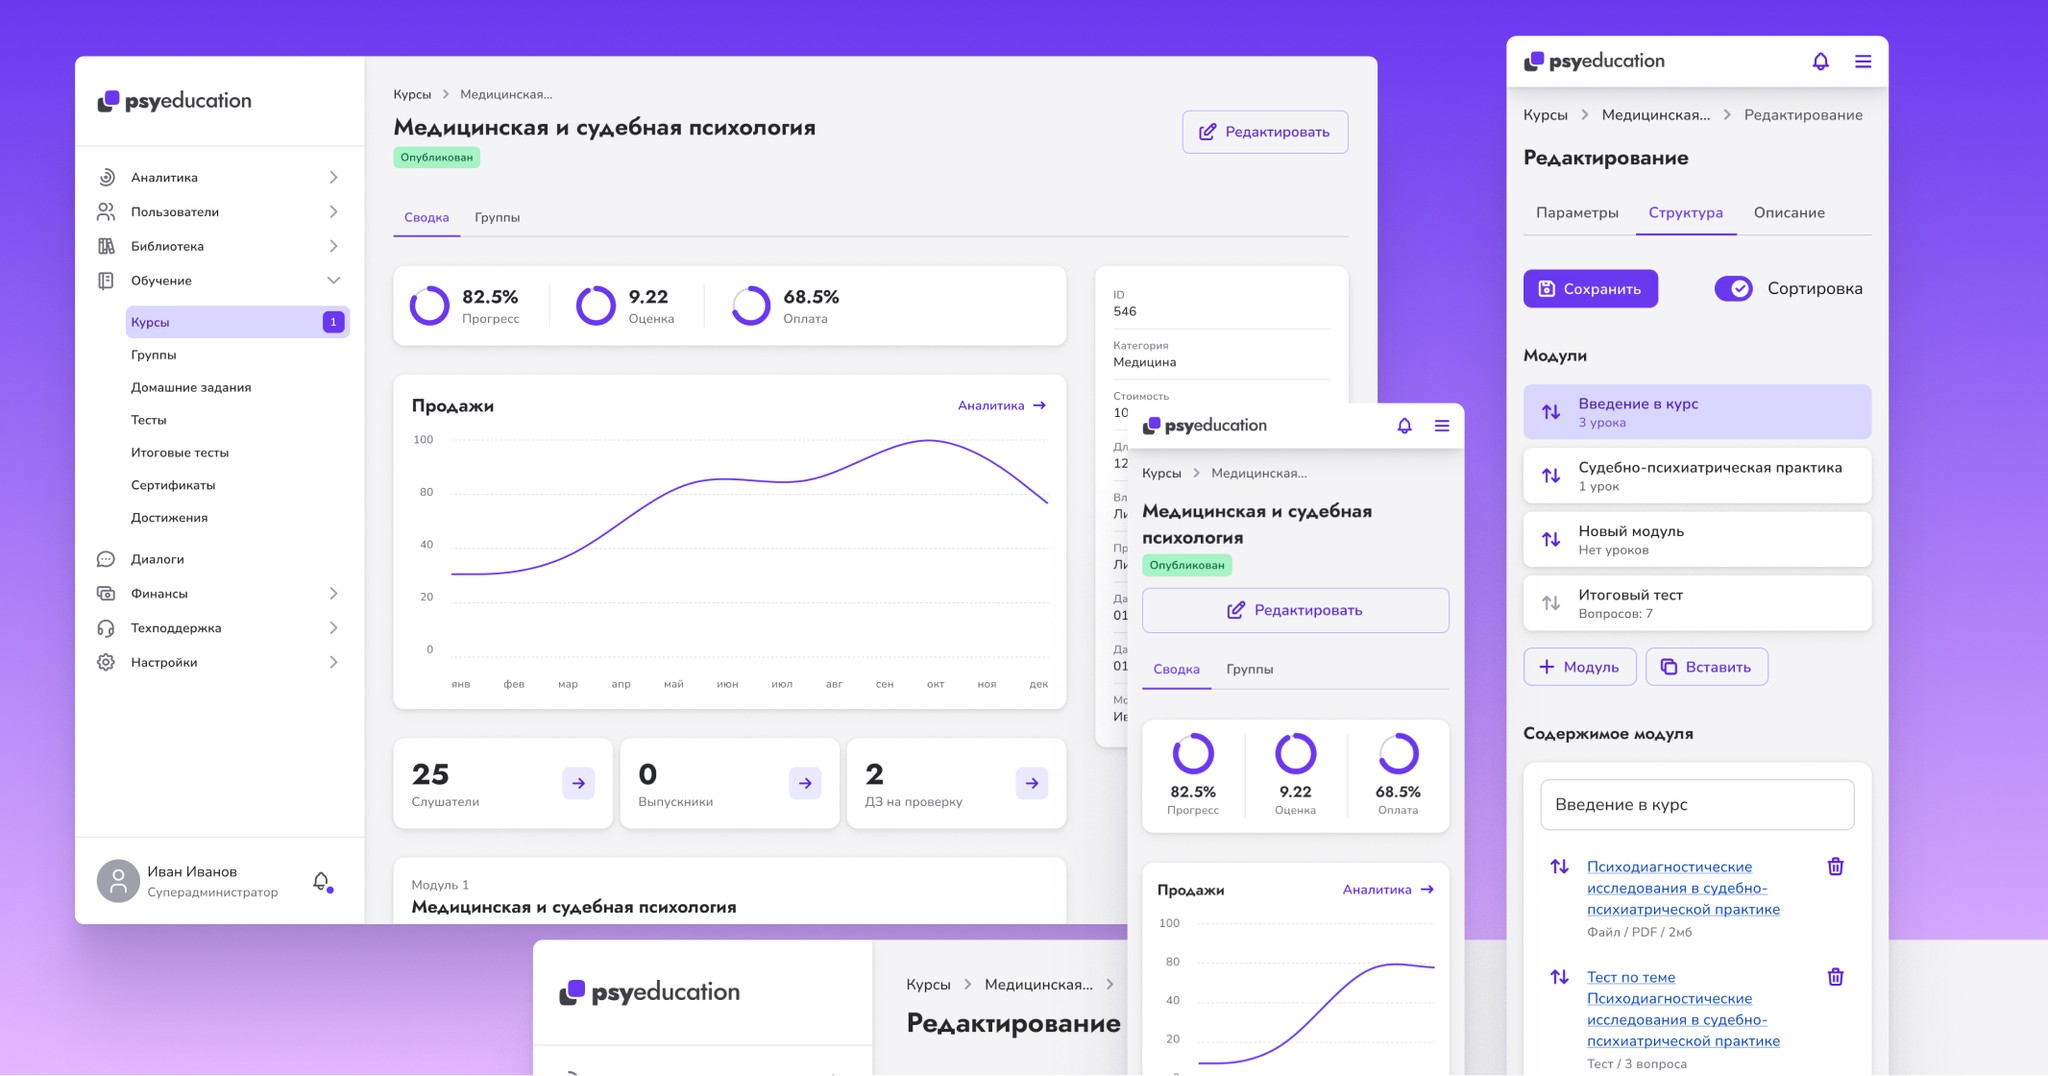 psyeducation
Аналитика
Пользователи
Библиотека
Обучение
Курсы 1
Группы
Домашние задания
Тесты
Итоговые тесты
Сертификаты
Достижения
Диалоги
Финансы
Техподдержка
Настройки
Иван Иванов
Суперадминистратор
Курсы > Медицинская...
Медицинская и судебная психология
Опубликован
Редактировать
Сводка Группы
82.5%
Прогресс
9.22
Оценка
68.5%
Оплата
Продажи
Аналитика →
100
80
40
20
0
янв фев мар апр май июн июл авг сен окт ноя дек
25
Слушатели
0
Выпускники
2
ДЗ на проверку
Модуль 1
Медицинская и судебная психология
ID
546
Категория
Медицина
Стоимость
10
Дл
12
Вл
Ли
Пр
Ли
Да
01
Да
01
Мо
Ив
psyeducation
Курсы > Медицинская...
Медицинская и судебная
психология
Опубликован
Редактировать
Сводка Группы
82.5%
Прогресс
9.22
Оценка
68.5%
Оплата
Продажи
Аналитика →
100
80
40
20
psyeducation
Курсы > Медицинская... > Редактирование
Редактирование
Параметры Структура Описание
Сохранить
Сортировка
Модули
Введение в курс
3 урока
Судебно-психиатрическая практика
1 урок
Новый модуль
Нет уроков
Итоговый тест
Вопросов: 7
+ Модуль
Вставить
Содержимое модуля
Введение в курс
Психодиагностические
исследования в судебно-
психиатрической практике
Файл / PDF / 2мб
Тест по теме
Психодиагностические
исследования в судебно-
психиатрической практике
Тест / 3 вопроса
psyeducation
Курсы > Медицинская... >
Редактирование